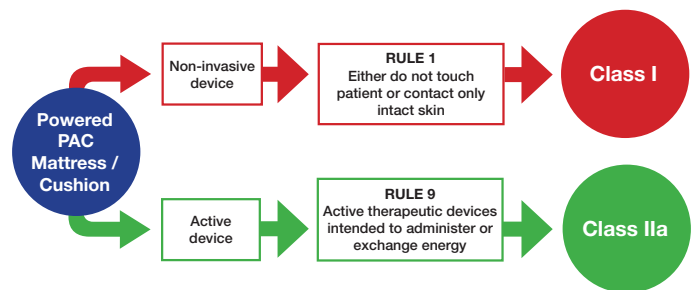 Powered
PAC
Mattress /
Cushion
Non-invasive
device
RULE 1
Either do not touch
patient or contact only
intact skin
Class I
Active
device
RULE 9
Active therapeutic devices
intended to administer or
exchange energy
Class IIa